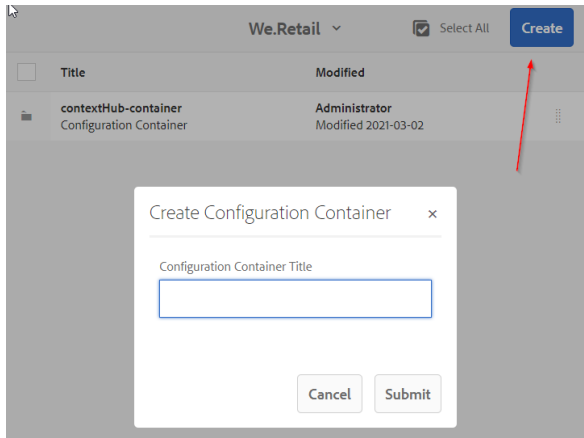 We.Retail
Select All
Create
Title Modified
contextHub-container Administrator
Configuration Container Modified 2021-03-02
Create Configuration Container ×
Configuration Container Title
Cancel Submit